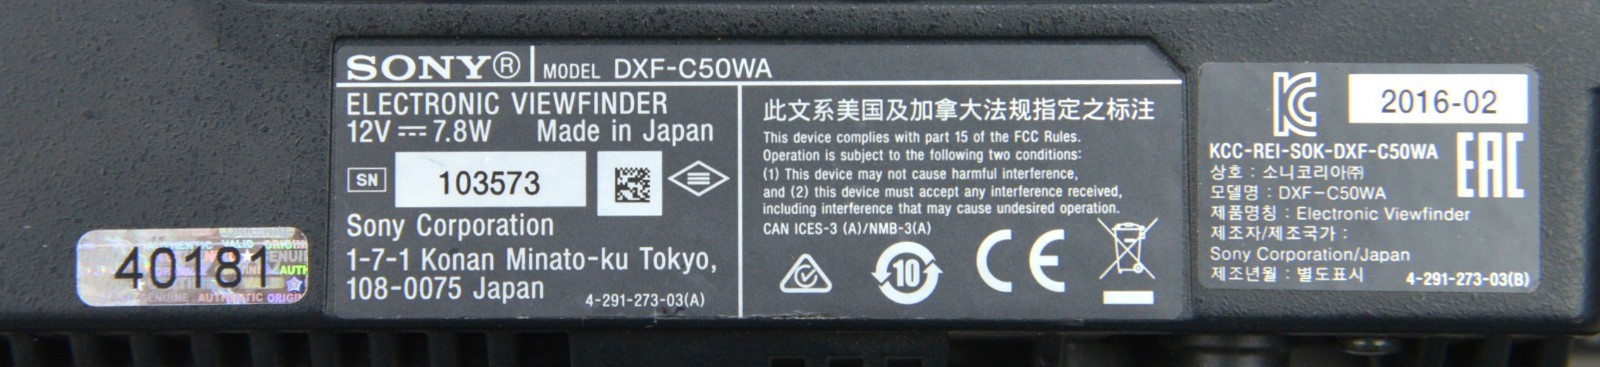 SONY® MODEL DXF-C50WA
ELECTRONIC VIEWFINDER
12V ⎓ 7.8W Made in Japan
SN 103573
Sony Corporation
1-7-1 Konan Minato-ku Tokyo,
108-0075 Japan 4-291-273-03(A)
此文系美国及加拿大法规指定之标注
This device complies with part 15 of the FCC Rules.
Operation is subject to the following two conditions:
(1) This device may not cause harmful interference,
and (2) this device must accept any interference received,
including interference that may cause undesired operation.
CAN ICES-3 (A)/NMB-3(A)
10 CE
KC 2016-02
KCC-REI-SOK-DXF-C50WA EAC
상호 : 소니코리아㈜
모델명 : DXF-C50WA
제품명칭 : Electronic Viewfinder
제조자/제조국가 :
Sony Corporation/Japan
제조년월 : 별도표시 4-291-273-03(B)
AUTHENTIC VALID ORIGIN
40181
GENUINE AUTHENTIC ORIGIN